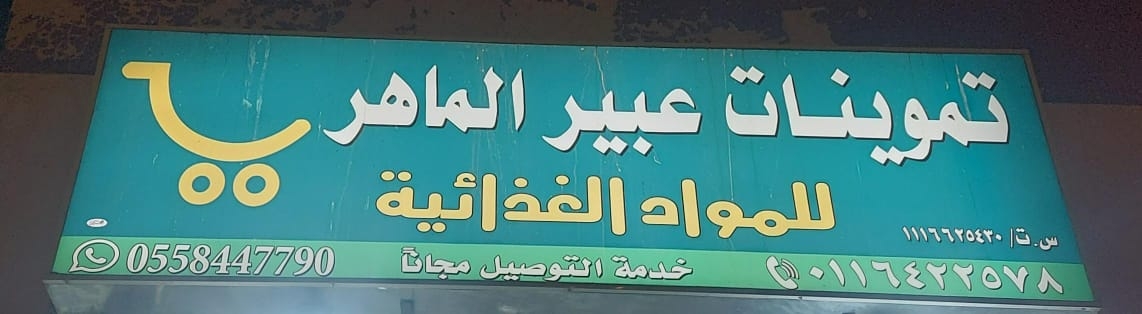 تموينات عبير الماهر
للمواد الغذائية
س.ت/ ١١١٦٦٢٥٤٣٠
٠١١٦٤٢٢٥٧٨ خدمة التوصيل مجاناً 0558447790